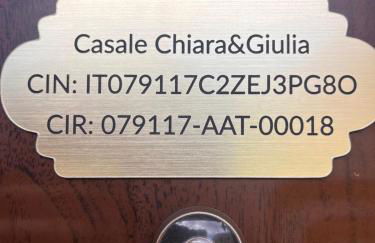 Casale Chiara&Giulia
CIN: IT079117C2ZEJ3PG8O
CIR: 079117-AAT-00018